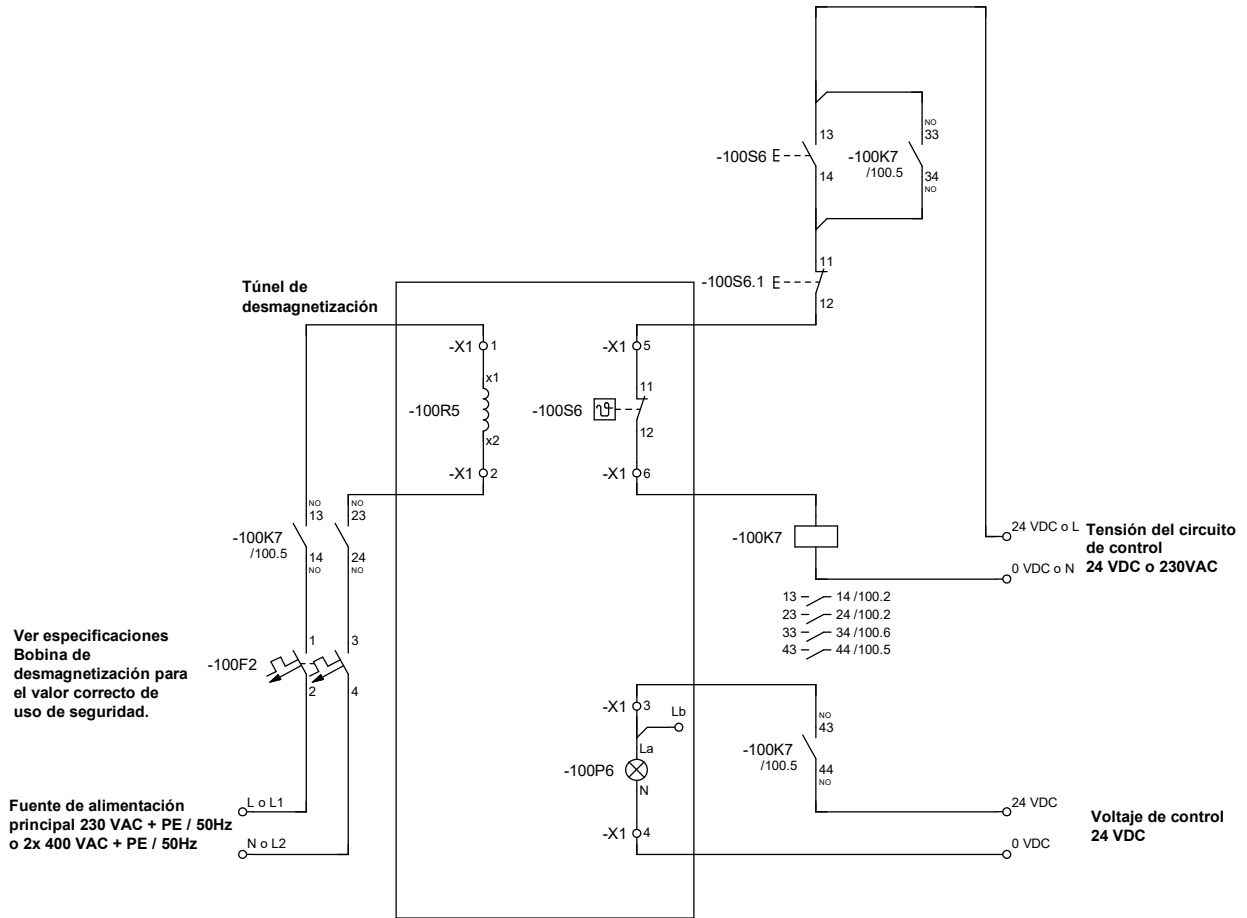 13
NO
33
-100S6
-100K7
/100.5
14
34
NO
11
-100S6.1
12
Túnel de
desmagnetización
-X1
1
-X1
5
x1
11
-100R5
-100S6
ϑ
x2
12
-X1
2
-X1
6
NO
13
NO
23
-100K7
/100.5
14
NO
24
NO
-100K7
24 VDC o L
0 VDC o N
Tensión del circuito
de control
24 VDC o 230VAC
13
14 /100.2
23
24 /100.2
33
34 /100.6
43
44 /100.5
Ver especificaciones
Bobina de
desmagnetización para
el valor correcto de
uso de seguridad.
1
3
-100F2
2
4
-X1
3
Lb
La
-100P6
N
-X1
4
NO
43
-100K7
/100.5
44
NO
Fuente de alimentación
principal 230 VAC + PE / 50Hz
o 2x 400 VAC + PE / 50Hz
L o L1
N o L2
24 VDC
0 VDC
Voltaje de control
24 VDC